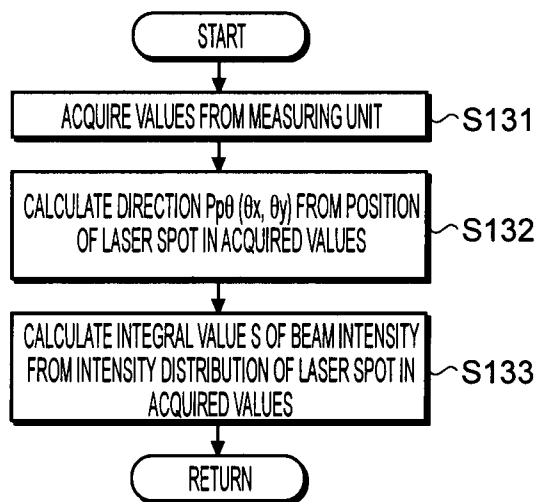 START
ACQUIRE VALUES FROM MEASURING UNIT
S131
CALCULATE DIRECTION Ppθ (θx, θy) FROM POSITION
OF LASER SPOT IN ACQUIRED VALUES
S132
CALCULATE INTEGRAL VALUE S OF BEAM INTENSITY
FROM INTENSITY DISTRIBUTION OF LASER SPOT IN
ACQUIRED VALUES
S133
RETURN